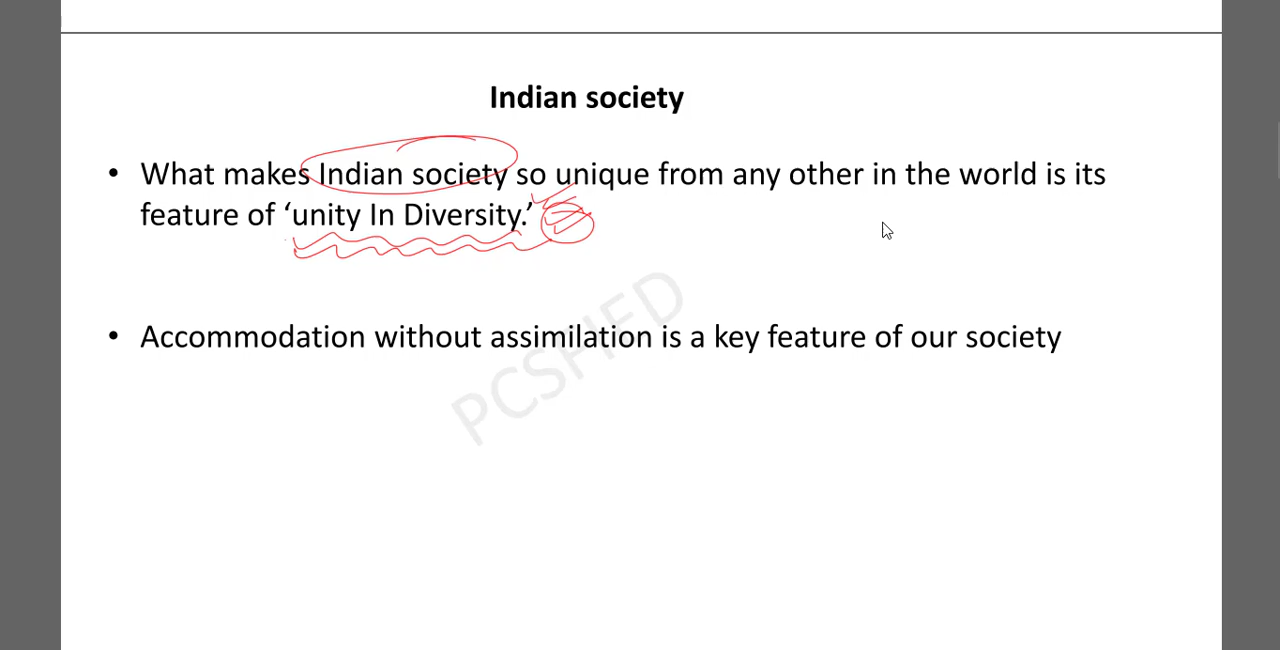 Indian society
• What makes Indian society so unique from any other in the world is its
feature of ‘unity In Diversity.’
• Accommodation without assimilation is a key feature of our society
PCSHFD